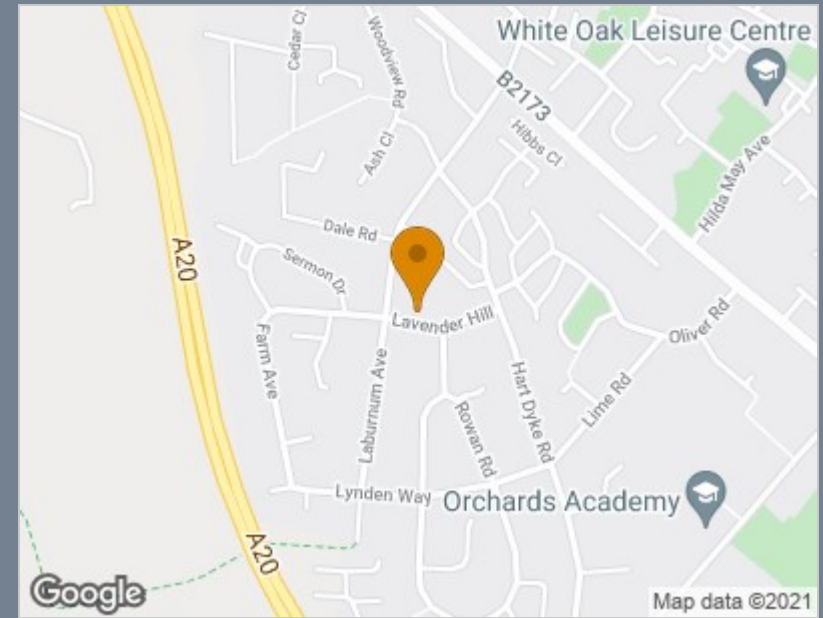 White Oak Leisure Centre
Cedar Cl
Woodview Rd
B2173
Ash Cl
Hibbs Cl
Hilda May Ave
Dale Rd
A20
Sermon Dr
Lavender Hill
Oliver Rd
Farm Ave
Laburnum Ave
Hart Dyke Rd
Lime Rd
Rowan Rd
Lynden Way
Orchards Academy
A20
Google
Map data ©2021